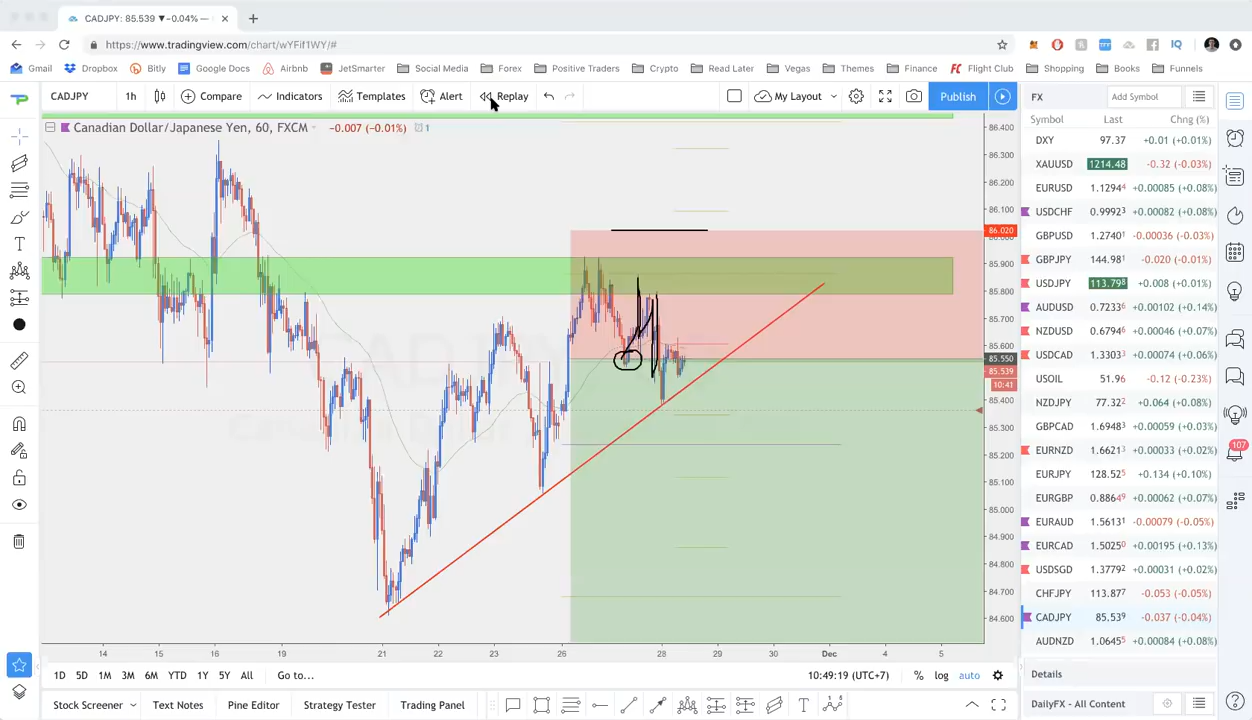 CADJPY: 85.539 ▼−0.04% —
https://www.tradingview.com/chart/wYFif1WY/#
Gmail Dropbox Bitly Google Docs Airbnb JetSmarter Social Media Forex Positive Traders Crypto Read Later Vegas Themes Finance Flight Club Shopping Books Funnels
CADJPY 1h Compare Indicators Templates Alert Replay My Layout Publish
FX Add Symbol
Canadian Dollar/Japanese Yen, 60, FXCM −0.007 (−0.01%) 1
86.400
86.300
86.200
86.100
86.020
85.900
85.800
85.700
85.600
85.550
85.539
10:41
85.400
85.300
85.200
85.100
85.000
84.900
84.800
84.700
84.600
14 15 16 19 21 22 23 26 28 29 30 Dec 4 5
1D 5D 1M 3M 6M YTD 1Y 5Y All Go to... 10:49:19 (UTC+7) % log auto
Stock Screener Text Notes Pine Editor Strategy Tester Trading Panel
Symbol Last Chg (%)
DXY 97.37 +0.01 (+0.01%)
XAUUSD 1214.48 −0.32 (−0.03%)
EURUSD 1.12944 +0.00085 (+0.08%)
USDCHF 0.99923 +0.00082 (+0.08%)
GBPUSD 1.27401 −0.00036 (−0.03%)
GBPJPY 144.981 −0.020 (−0.01%)
USDJPY 113.798 +0.008 (+0.01%)
AUDUSD 0.72336 +0.00102 (+0.14%)
NZDUSD 0.67946 +0.00046 (+0.07%)
USDCAD 1.33033 +0.00074 (+0.06%)
USOIL 51.96 −0.12 (−0.23%)
NZDJPY 77.322 +0.064 (+0.08%)
GBPCAD 1.69483 +0.00059 (+0.03%)
EURNZD 1.66213 +0.00033 (+0.02%)
EURJPY 128.525 +0.134 (+0.10%)
EURGBP 0.88649 +0.00062 (+0.07%)
EURAUD 1.56131 −0.00079 (−0.05%)
EURCAD 1.50250 +0.00195 (+0.13%)
USDSGD 1.37792 +0.00031 (+0.02%)
CHFJPY 113.877 −0.053 (−0.05%)
CADJPY 85.539 −0.037 (−0.04%)
AUDNZD 1.06455 +0.00084 (+0.08%)
Details
DailyFX - All Content
107